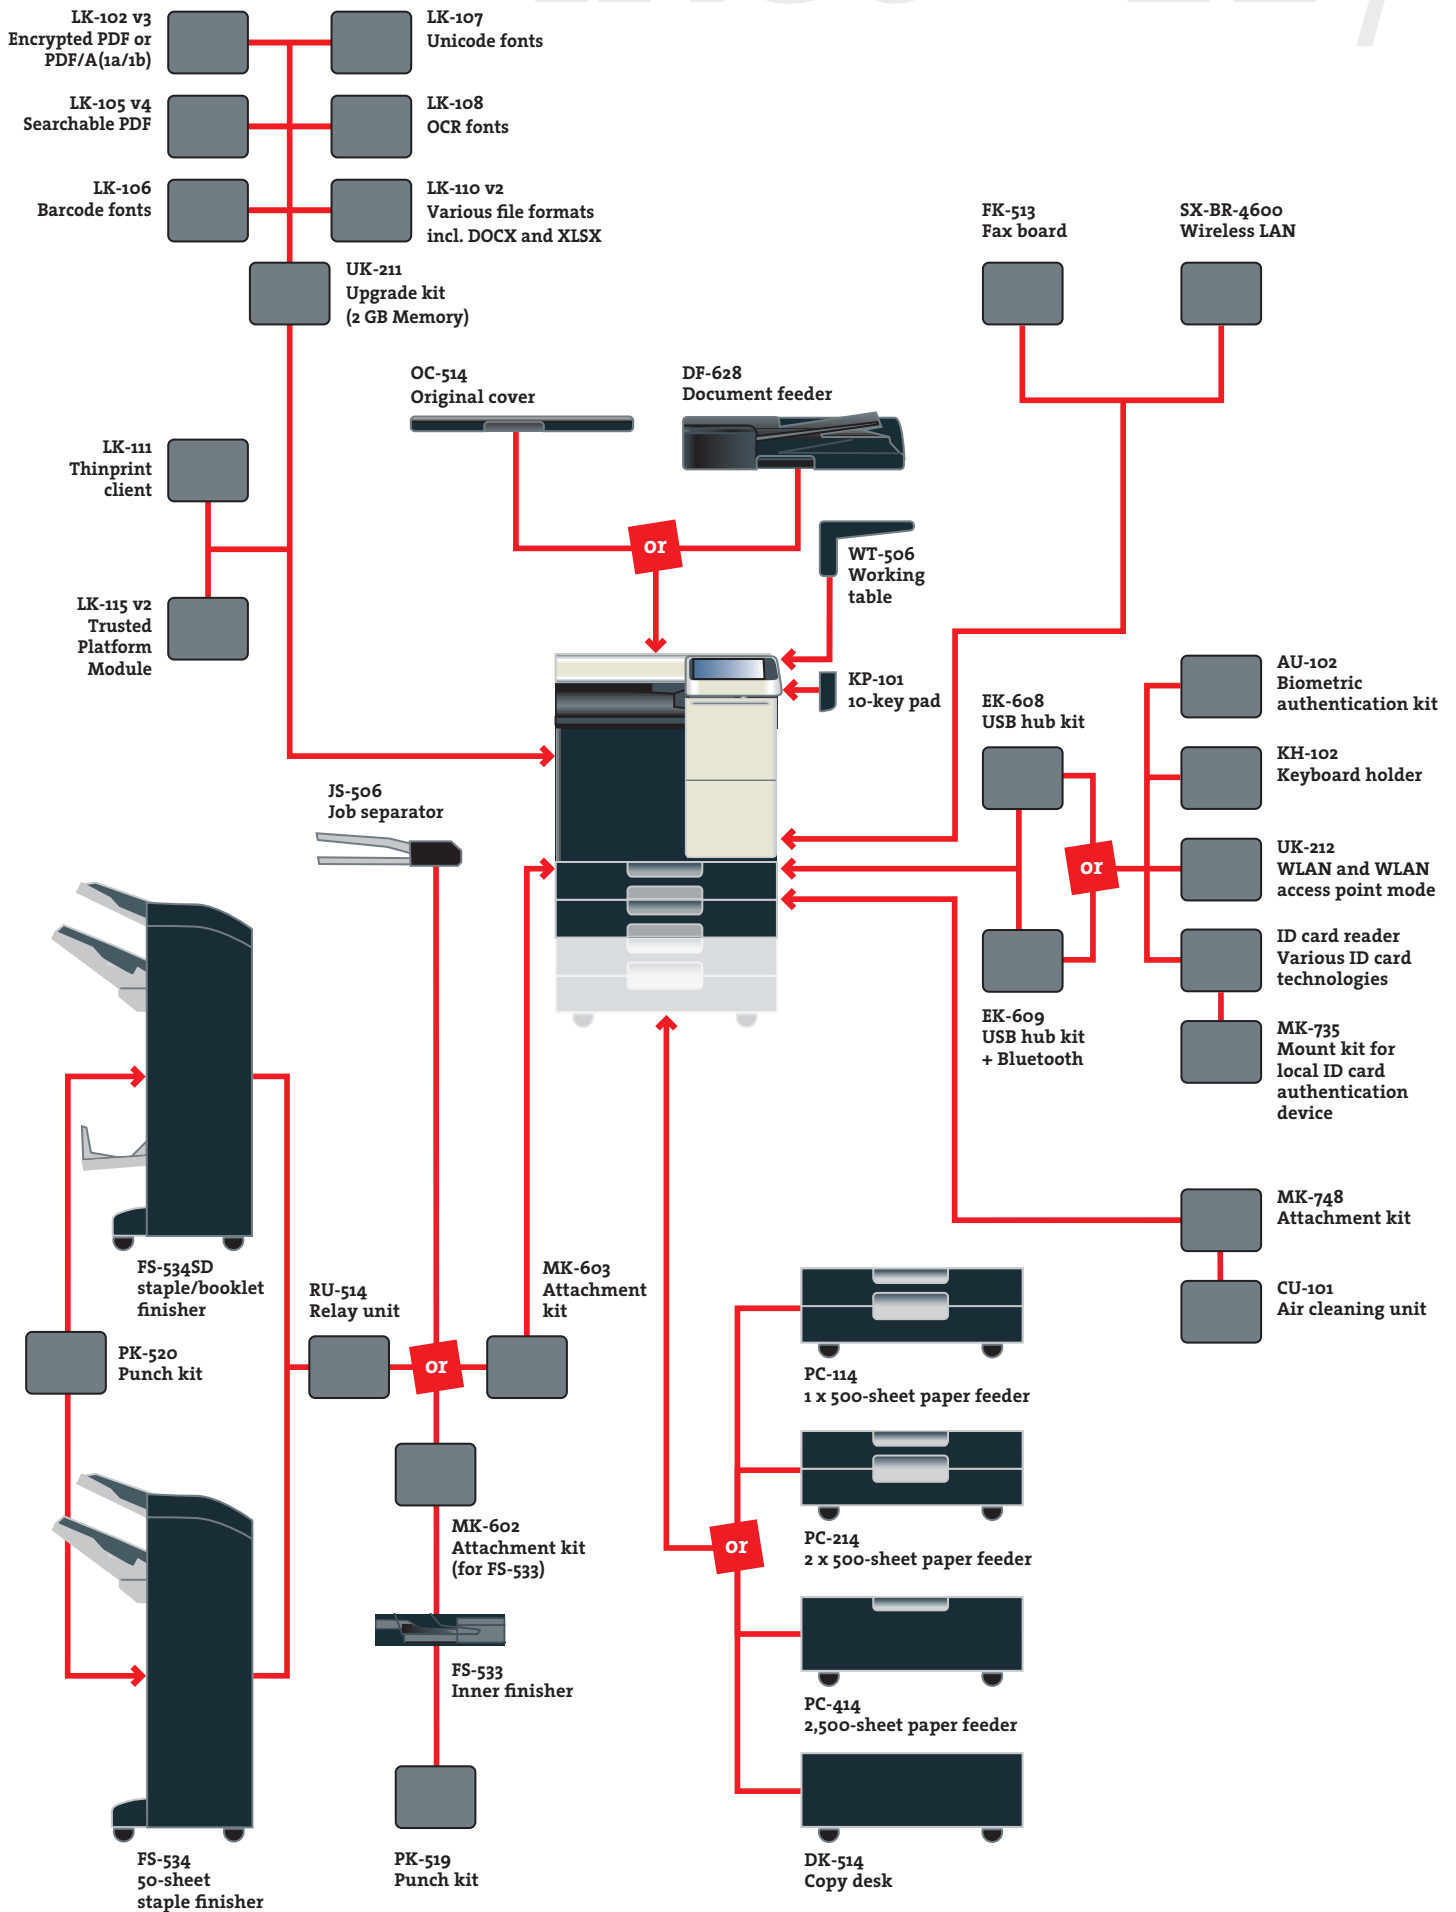 LK-102 v3
Encrypted PDF or
PDF/A(1a/1b)
LK-107
Unicode fonts
LK-105 v4
Searchable PDF
LK-108
OCR fonts
LK-106
Barcode fonts
LK-110 v2
Various file formats
incl. DOCX and XLSX
FK-513
Fax board
SX-BR-4600
Wireless LAN
UK-211
Upgrade kit
(2 GB Memory)
OC-514
Original cover
DF-628
Document feeder
LK-111
Thinprint
client
or
WT-506
Working
table
LK-115 v2
Trusted
Platform
Module
KP-101
10-key pad
EK-608
USB hub kit
AU-102
Biometric
authentication kit
KH-102
Keyboard holder
JS-506
Job separator
or
UK-212
WLAN and WLAN
access point mode
ID card reader
Various ID card
technologies
EK-609
USB hub kit
+ Bluetooth
MK-735
Mount kit for
local ID card
authentication
device
MK-748
Attachment kit
CU-101
Air cleaning unit
FS-534SD
staple/booklet
finisher
RU-514
Relay unit
MK-603
Attachment
kit
PK-520
Punch kit
or
PC-114
1 x 500-sheet paper feeder
MK-602
Attachment kit
(for FS-533)
or
PC-214
2 x 500-sheet paper feeder
FS-533
Inner finisher
PC-414
2,500-sheet paper feeder
FS-534
50-sheet
staple finisher
PK-519
Punch kit
DK-514
Copy desk